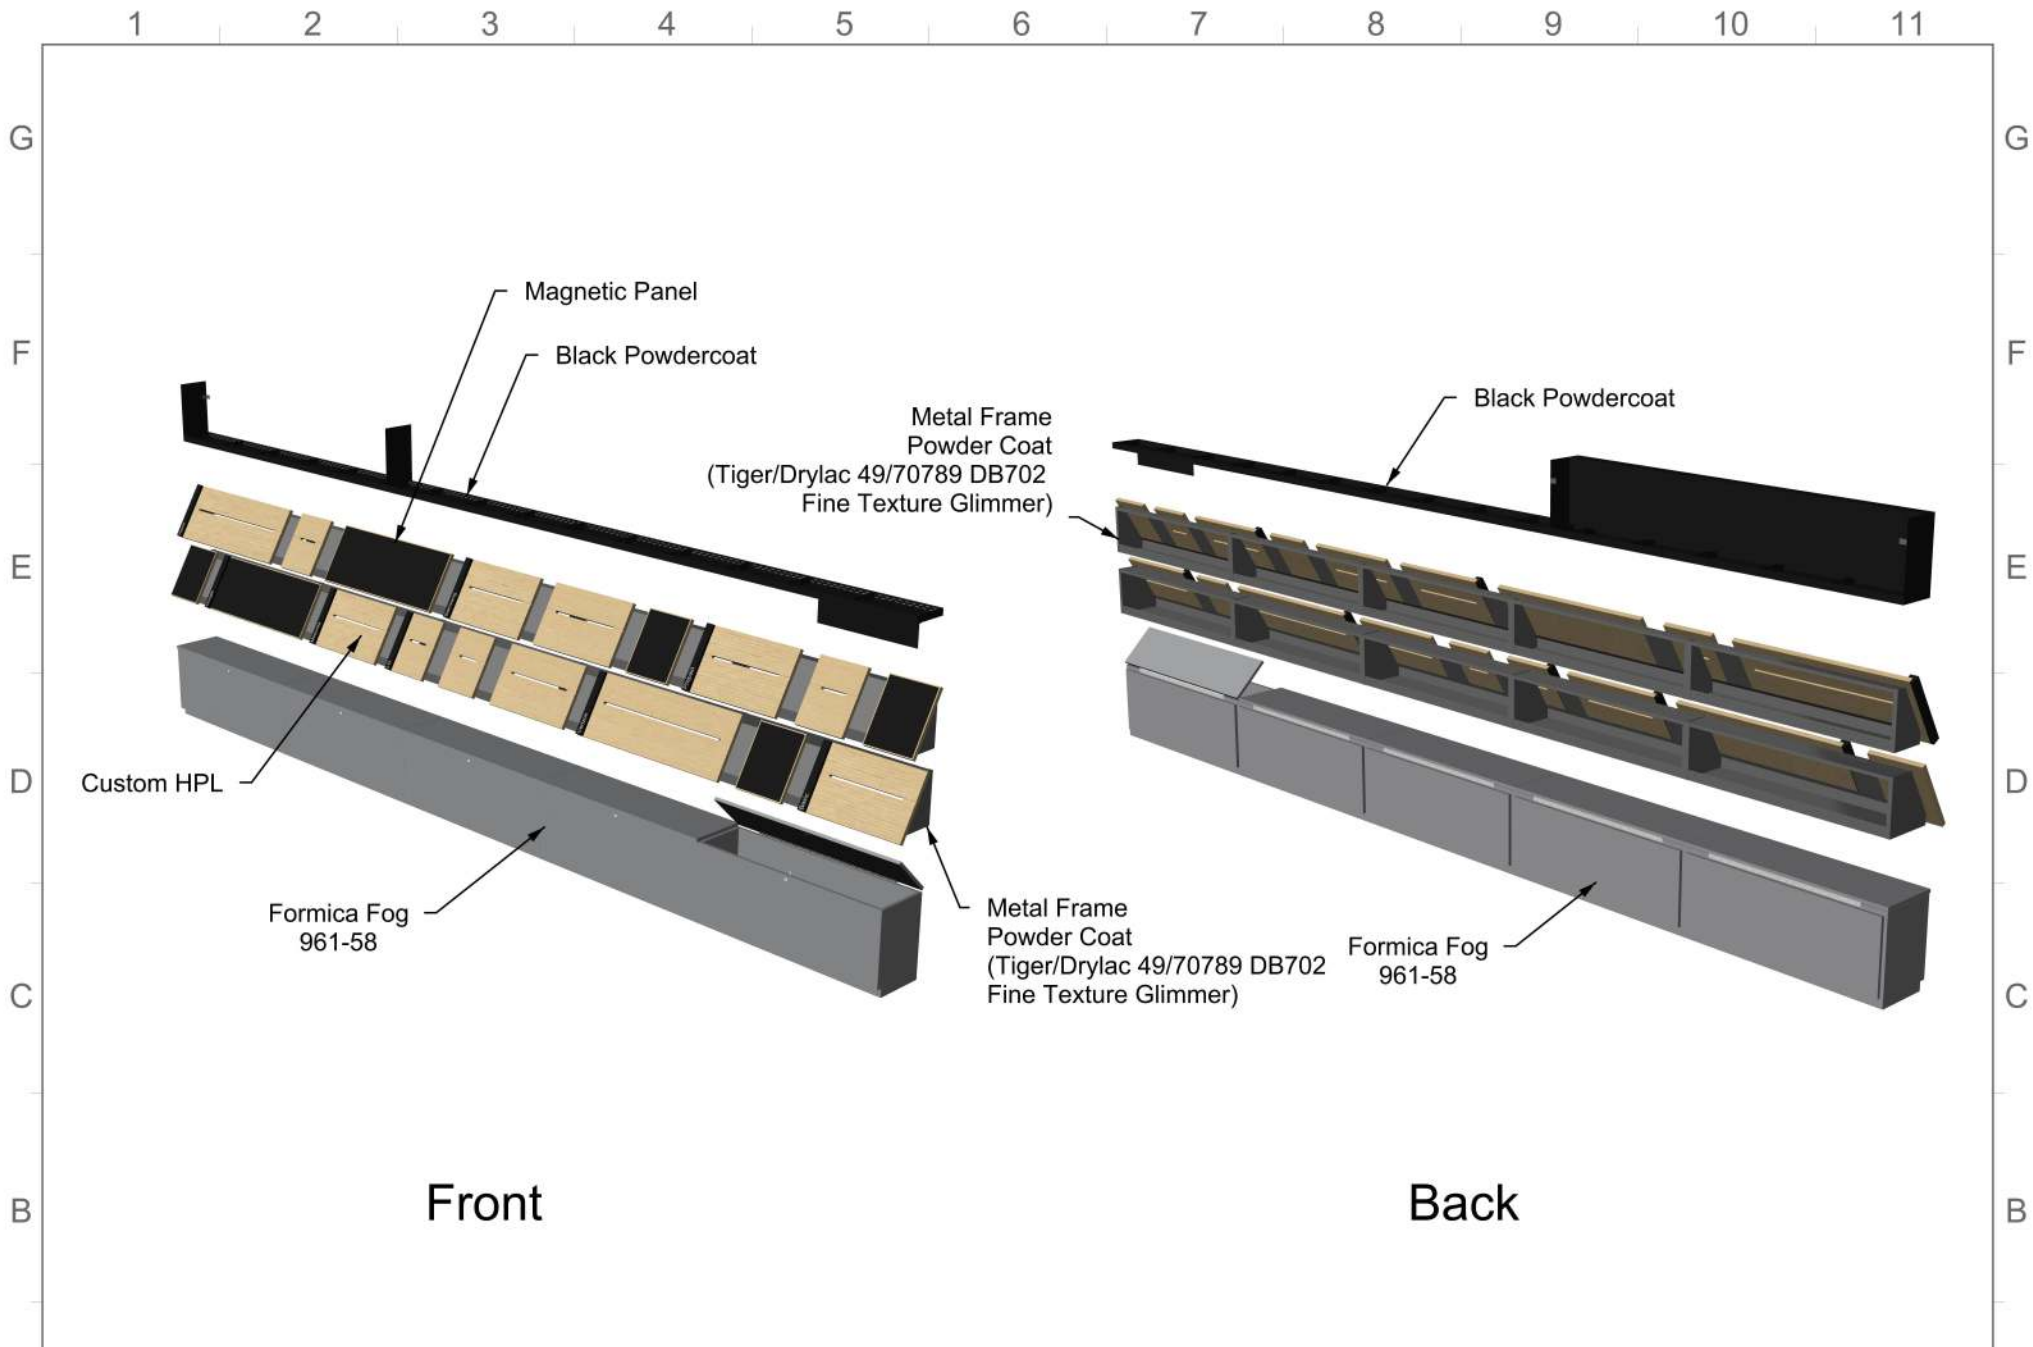 1 2 3 4 5 6 7 8 9 10 11
G G
Magnetic Panel
F F
Black Powdercoat
Black Powdercoat
Metal Frame
Powder Coat
(Tiger/Drylac 49/70789 DB702
Fine Texture Glimmer)
E E
Custom HPL
D D
Formica Fog
961-58
Metal Frame
Powder Coat
(Tiger/Drylac 49/70789 DB702
Fine Texture Glimmer)
Formica Fog
961-58
C C
Front
Back
B B